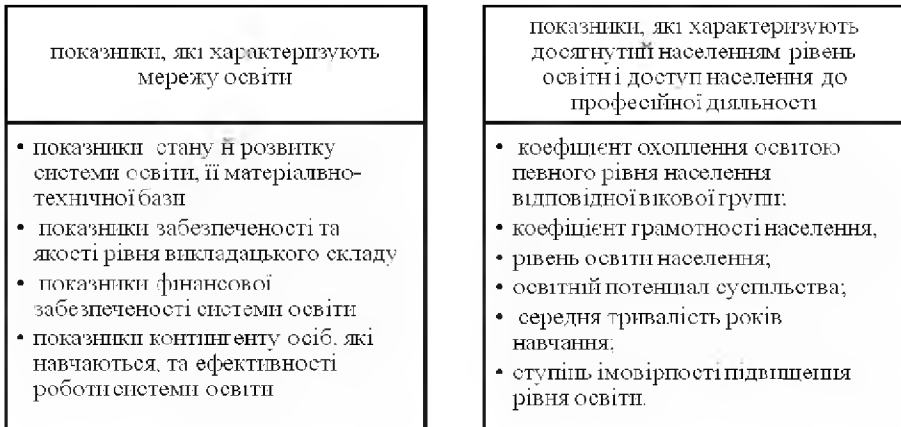 показники, які характеризують
мережу освіти
• показники стану й розвитку
системи освіти, її матеріально-
технічної бази
• показники забезпеченості та
якості рівня викладацького складу
• показники фінансової
забезпеченості системи освіти
• показники контингенту осіб, які
навчаються, та ефективності
роботи системи освіти
показники, які характеризують
досягнутий населенням рівень
освіти і доступ населення до
професійної діяльності
• коефіцієнт охоплення освітою
певного рівня населення
відповідної вікової групи;
• коефіцієнт грамотності населення,
• рівень освіти населення;
• освітній потенціал суспільства;
• середня тривалість років
навчання;
• ступінь імовірності підвищення
рівня освіти.